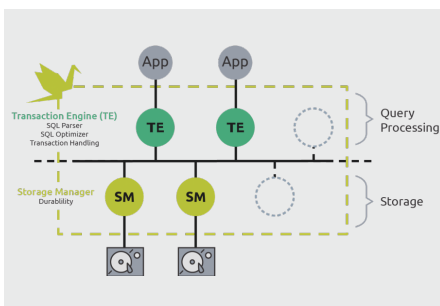 App
App
Transaction Engine (TE)
SQL Parser
SQL Optimizer
Transaction Handling
TE
TE
Query
Processing
Storage Manager
Durablility
SM
SM
Storage